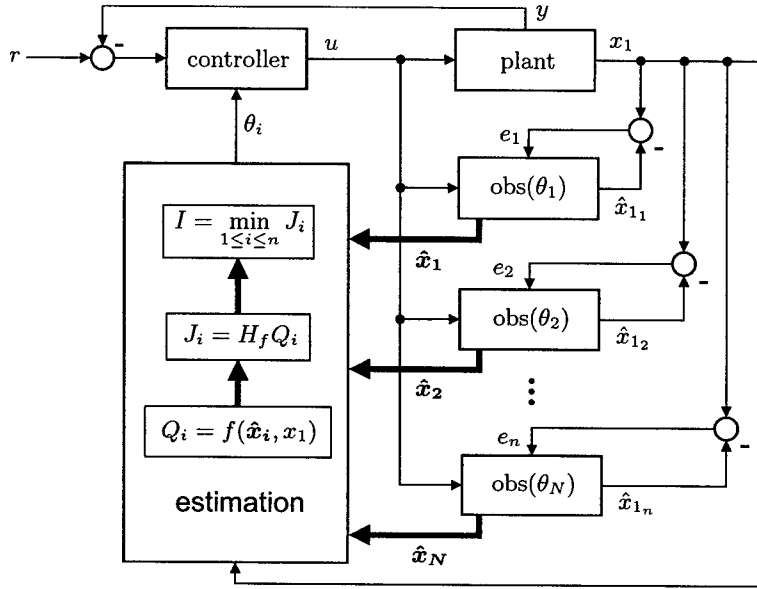 y
r
-
controller
u
plant
x₁
θᵢ
e₁
-
obs(θ₁)
x̂₁₁
I = min Jᵢ
1≤i≤n
x̂₁
e₂
-
Jᵢ = H_f Qᵢ
obs(θ₂)
x̂₁₂
x̂₂
⋮
Qᵢ = f(x̂ᵢ, x₁)
eₙ
-
estimation
obs(θ_N)
x̂₁ₙ
x̂_N